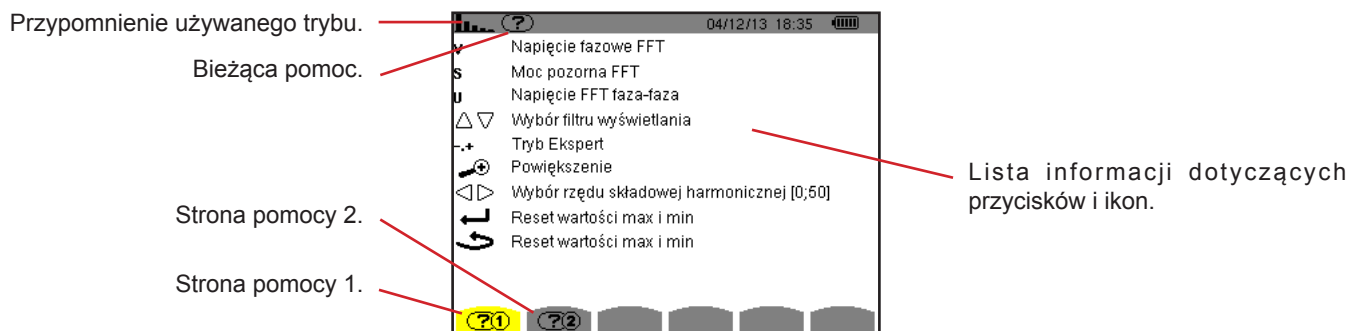 Przypomnienie używanego trybu.
04/12/13 18:35
Bieżąca pomoc.
V Napięcie fazowe FFT
S Moc pozorna FFT
U Napięcie FFT faza-faza
Wybór filtru wyświetlania
-.+ Tryb Ekspert
Powiększenie
Wybór rzędu składowej harmonicznej [0;50]
Reset wartości max i min
Reset wartości max i min
Lista informacji dotyczących
przycisków i ikon.
Strona pomocy 2.
Strona pomocy 1.
?1 ?2